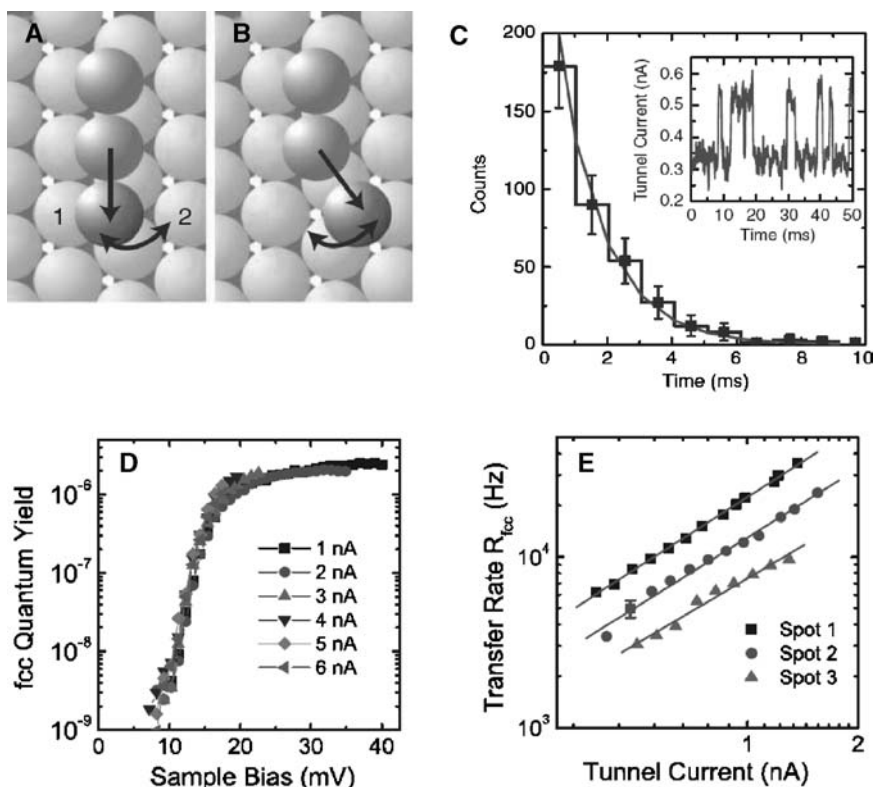 A
B
1
2
C
200
150
100
50
0
Counts
0 2 4 6 8 10
Time (ms)
0.6
0.5
0.4
0.3
0.2
Tunnel Current (nA)
0 10 20 30 40 50
Time (ms)
D
10-6
10-7
10-8
10-9
fcc Quantum Yield
1 nA
2 nA
3 nA
4 nA
5 nA
6 nA
0 10 20 30 40
Sample Bias (mV)
E
104
103
Transfer Rate Rfcc (Hz)
Spot 1
Spot 2
Spot 3
1 2
Tunnel Current (nA)